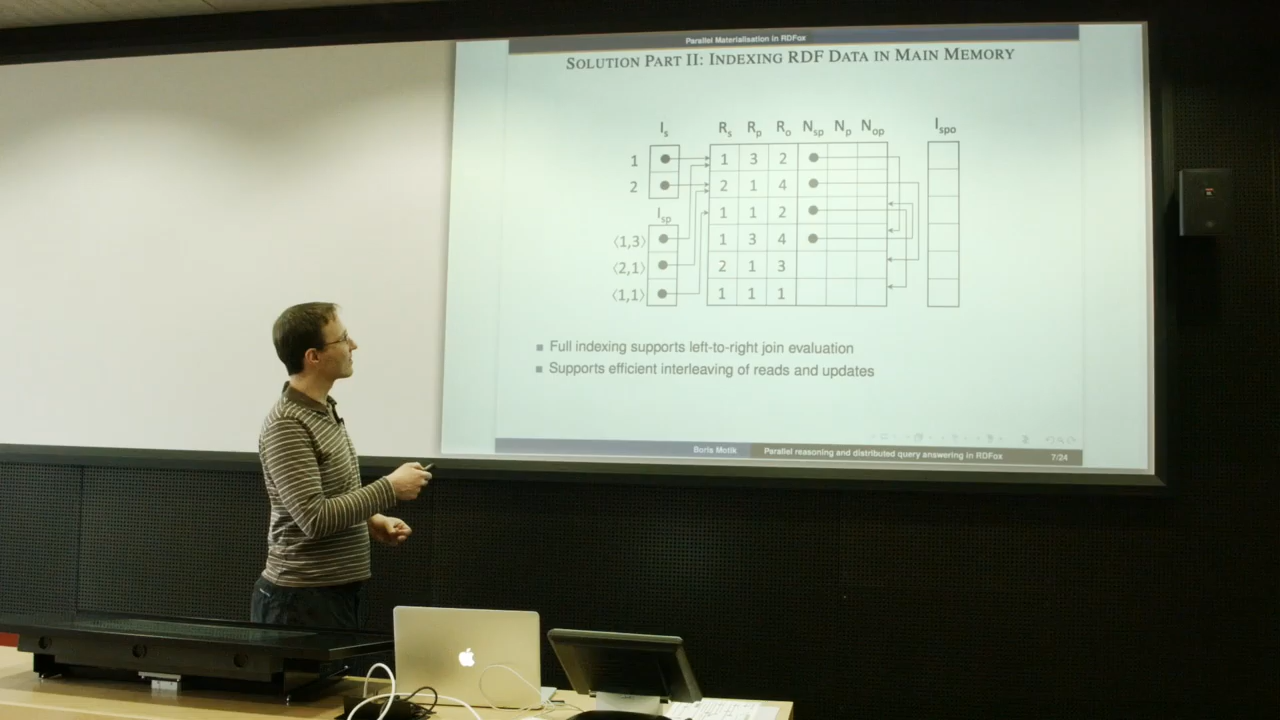 Parallel Materialisation in RDFox
SOLUTION PART II: INDEXING RDF DATA IN MAIN MEMORY
Is Rs Rp Ro Nsp Np Nop Ispo
1 1 3 2
2 2 1 4
Isp 1 1 2
⟨1,3⟩ 1 3 4
⟨2,1⟩ 2 1 3
⟨1,1⟩ 1 1 1
Full indexing supports left-to-right join evaluation
Supports efficient interleaving of reads and updates
Boris Motik Parallel reasoning and distributed query answering in RDFox 7/24